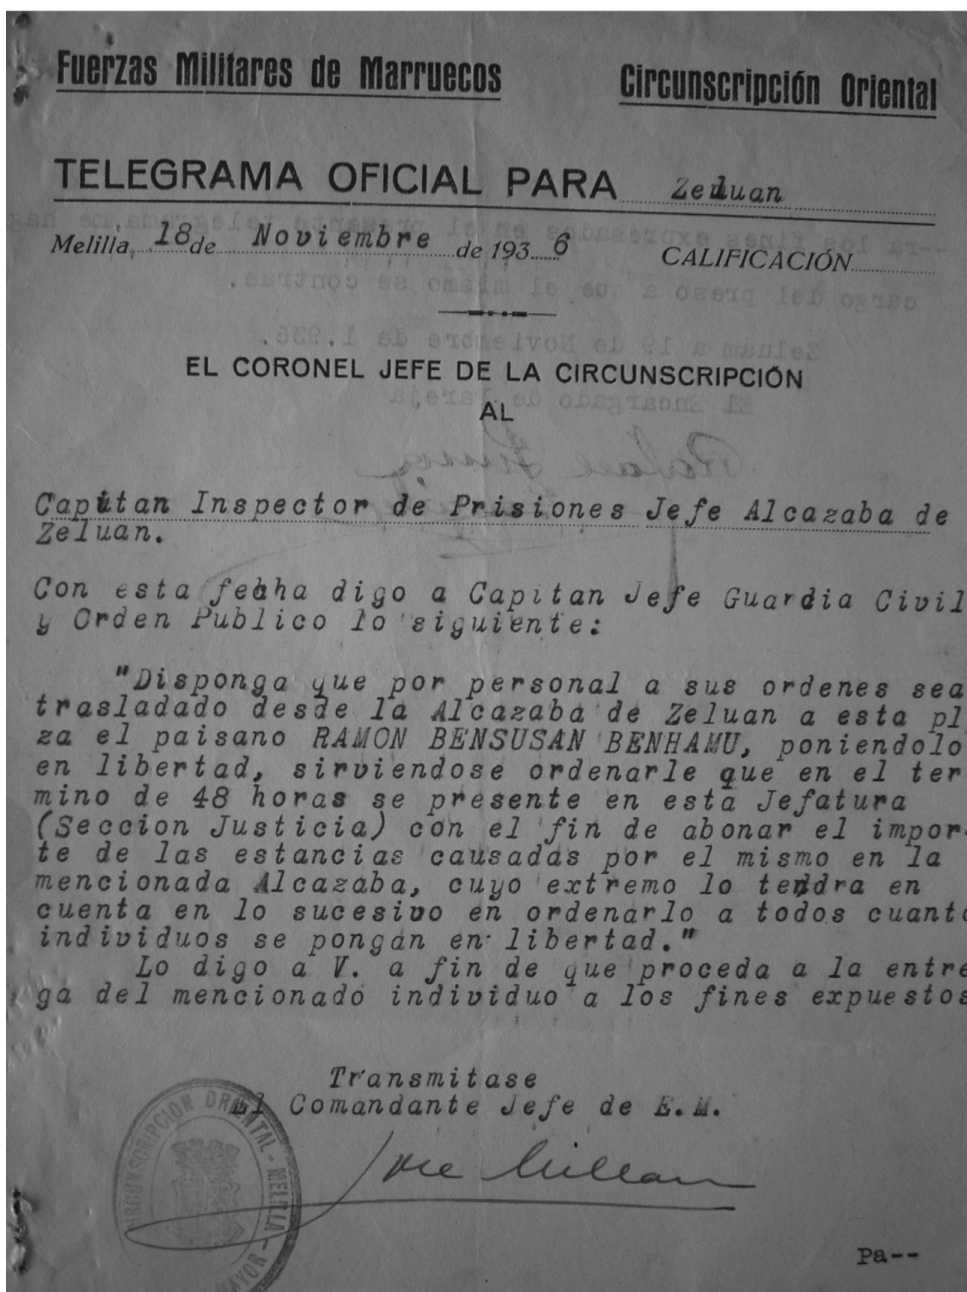 Fuerzas Militares de Marruecos Circunscripción Oriental
TELEGRAMA OFICIAL PARA Zeluan
Melilla, 18 de Noviembre de 1936 CALIFICACIÓN
EL CORONEL JEFE DE LA CIRCUNSCRIPCIÓN
AL
Capitan Inspector de Prisiones Jefe Alcazaba de
Zeluan.
Con esta fecha digo a Capitan Jefe Guardia Civil
y Orden Publico lo siguiente:
"Disponga que por personal a sus ordenes sea
trasladado desde la Alcazaba de Zeluan a esta pl
za el paisano RAMON BENSUSAN BENHAMU, poniendolo
en libertad, sirviendose ordenarle que en el ter
mino de 48 horas se presente en esta Jefatura
(Seccion Justicia) con el fin de abonar el impor-
te de las estancias causadas por el mismo en la
mencionada Alcazaba, cuyo extremo lo tendra en
cuenta en lo sucesivo en ordenarlo a todos cuanto
individuos se pongan en libertad."
Lo digo a V. a fin de que proceda a la entre
ga del mencionado individuo a los fines expuestos
Transmitase
El Comandante Jefe de E.M.
Jose Millan
CIRCUNSCRIPCION ORIENTAL - MELILLA -
MAYOR
Pa--